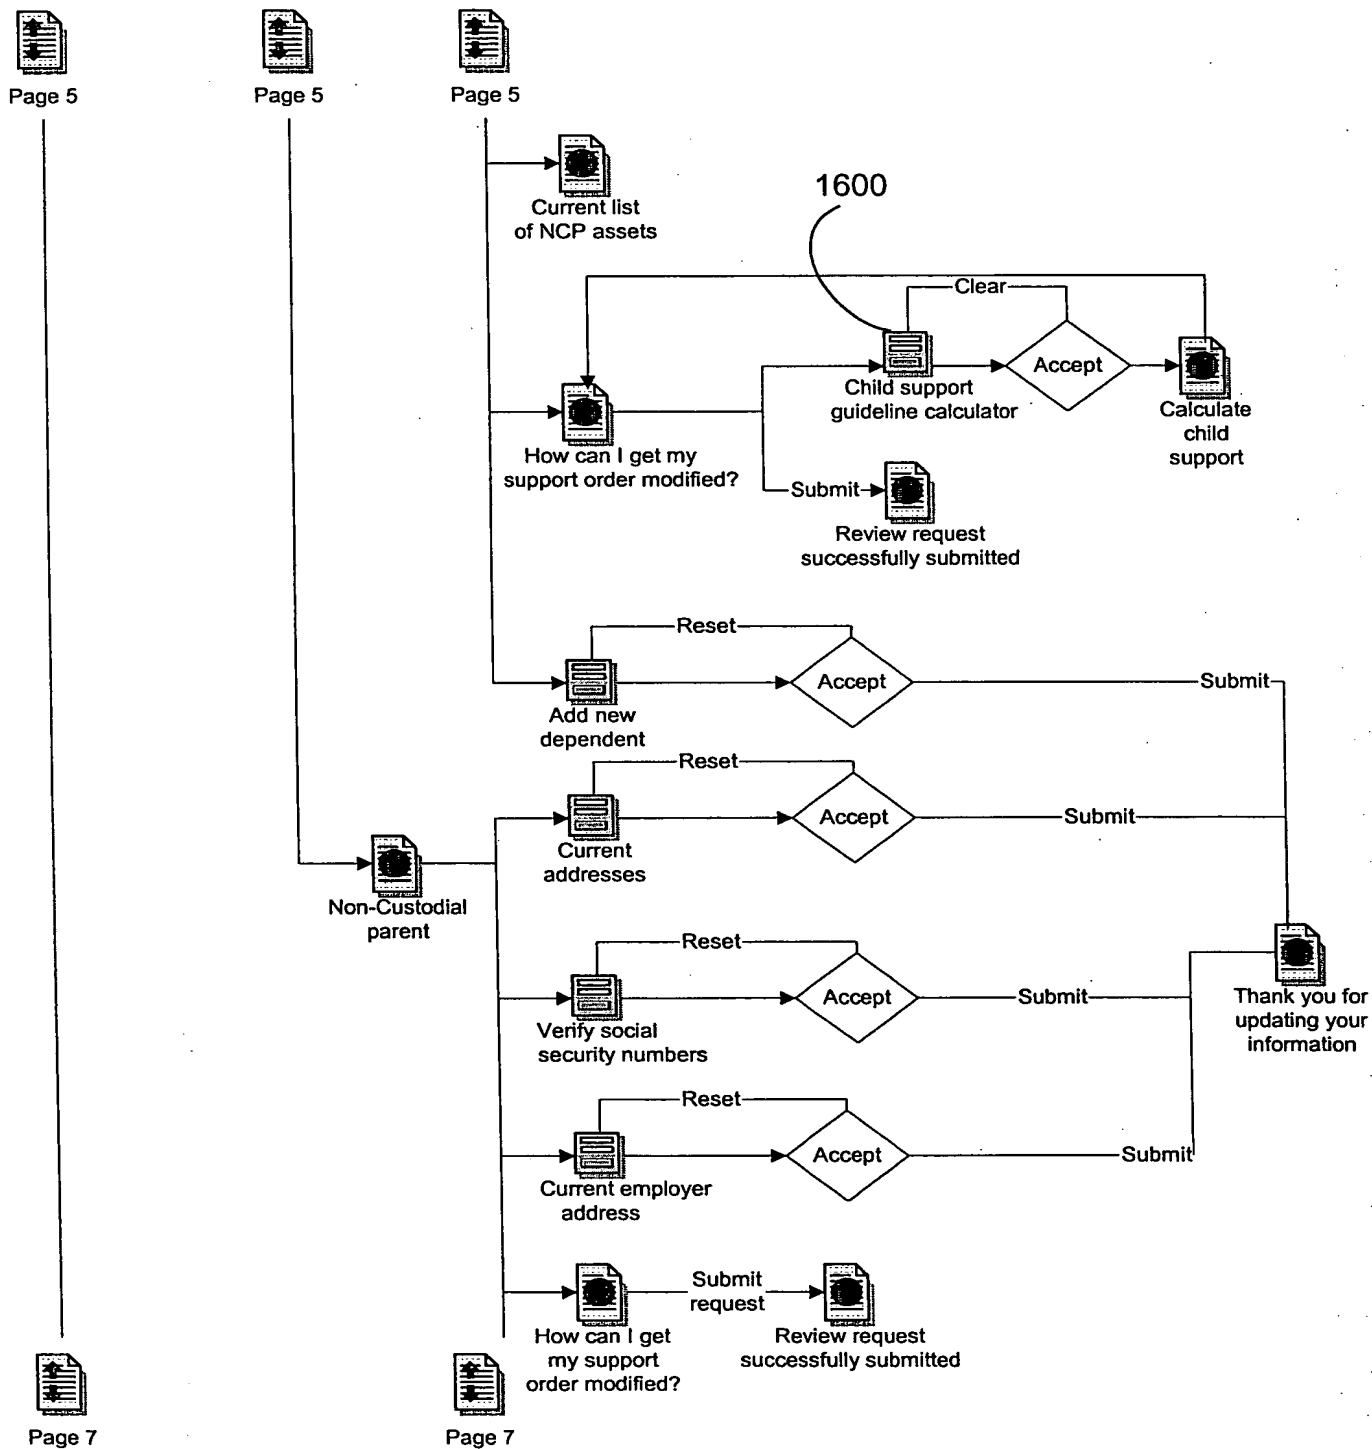 Page 5
Page 5
Page 5
Current list
of NCP assets
1600
Clear
Accept
Child support
guideline calculator
Calculate
child
support
How can I get my
support order modified?
Submit
Review request
successfully submitted
Reset
Accept
Submit
Add new
dependent
Reset
Accept
Submit
Current
addresses
Non-Custodial
parent
Reset
Accept
Submit
Verify social
security numbers
Thank you for
updating your
information
Reset
Accept
Submit
Current employer
address
Submit
request
How can I get
my support
order modified?
Review request
successfully submitted
Page 7
Page 7